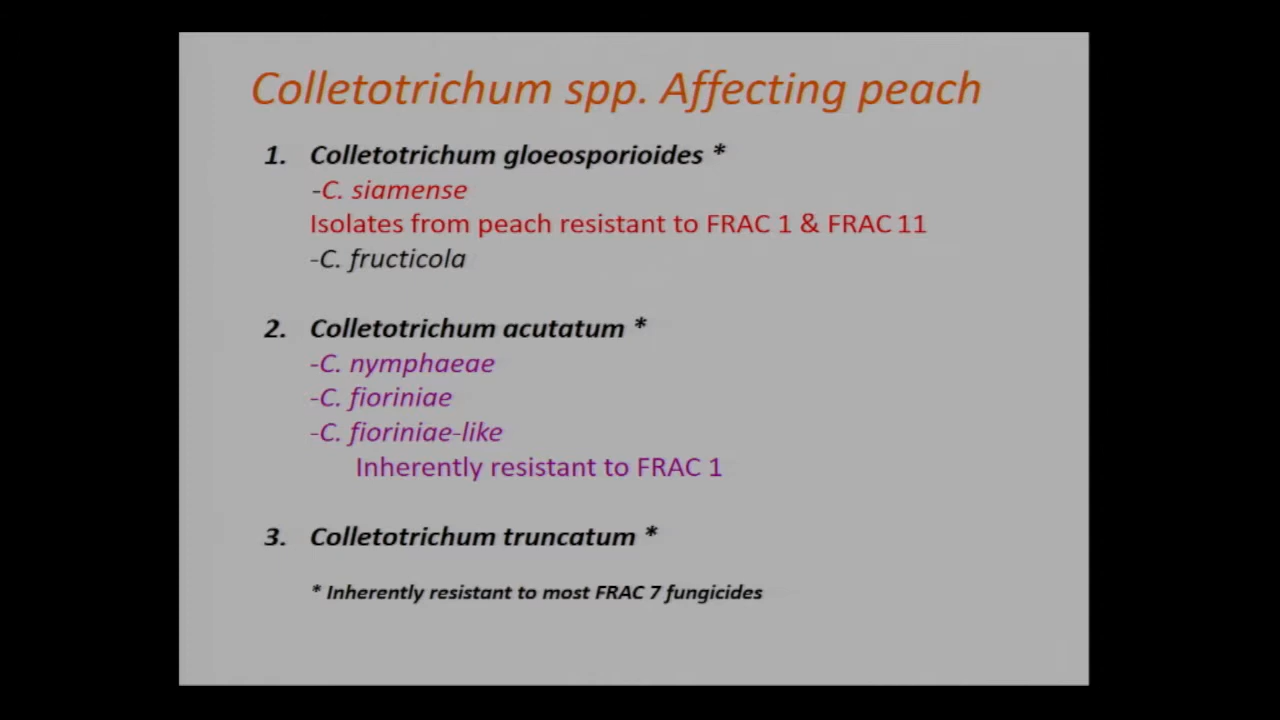 Colletotrichum spp. Affecting peach
1. Colletotrichum gloeosporioides *
-C. siamense
Isolates from peach resistant to FRAC 1 & FRAC 11
-C. fructicola
2. Colletotrichum acutatum *
-C. nymphaeae
-C. fioriniae
-C. fioriniae-like
Inherently resistant to FRAC 1
3. Colletotrichum truncatum *
* Inherently resistant to most FRAC 7 fungicides